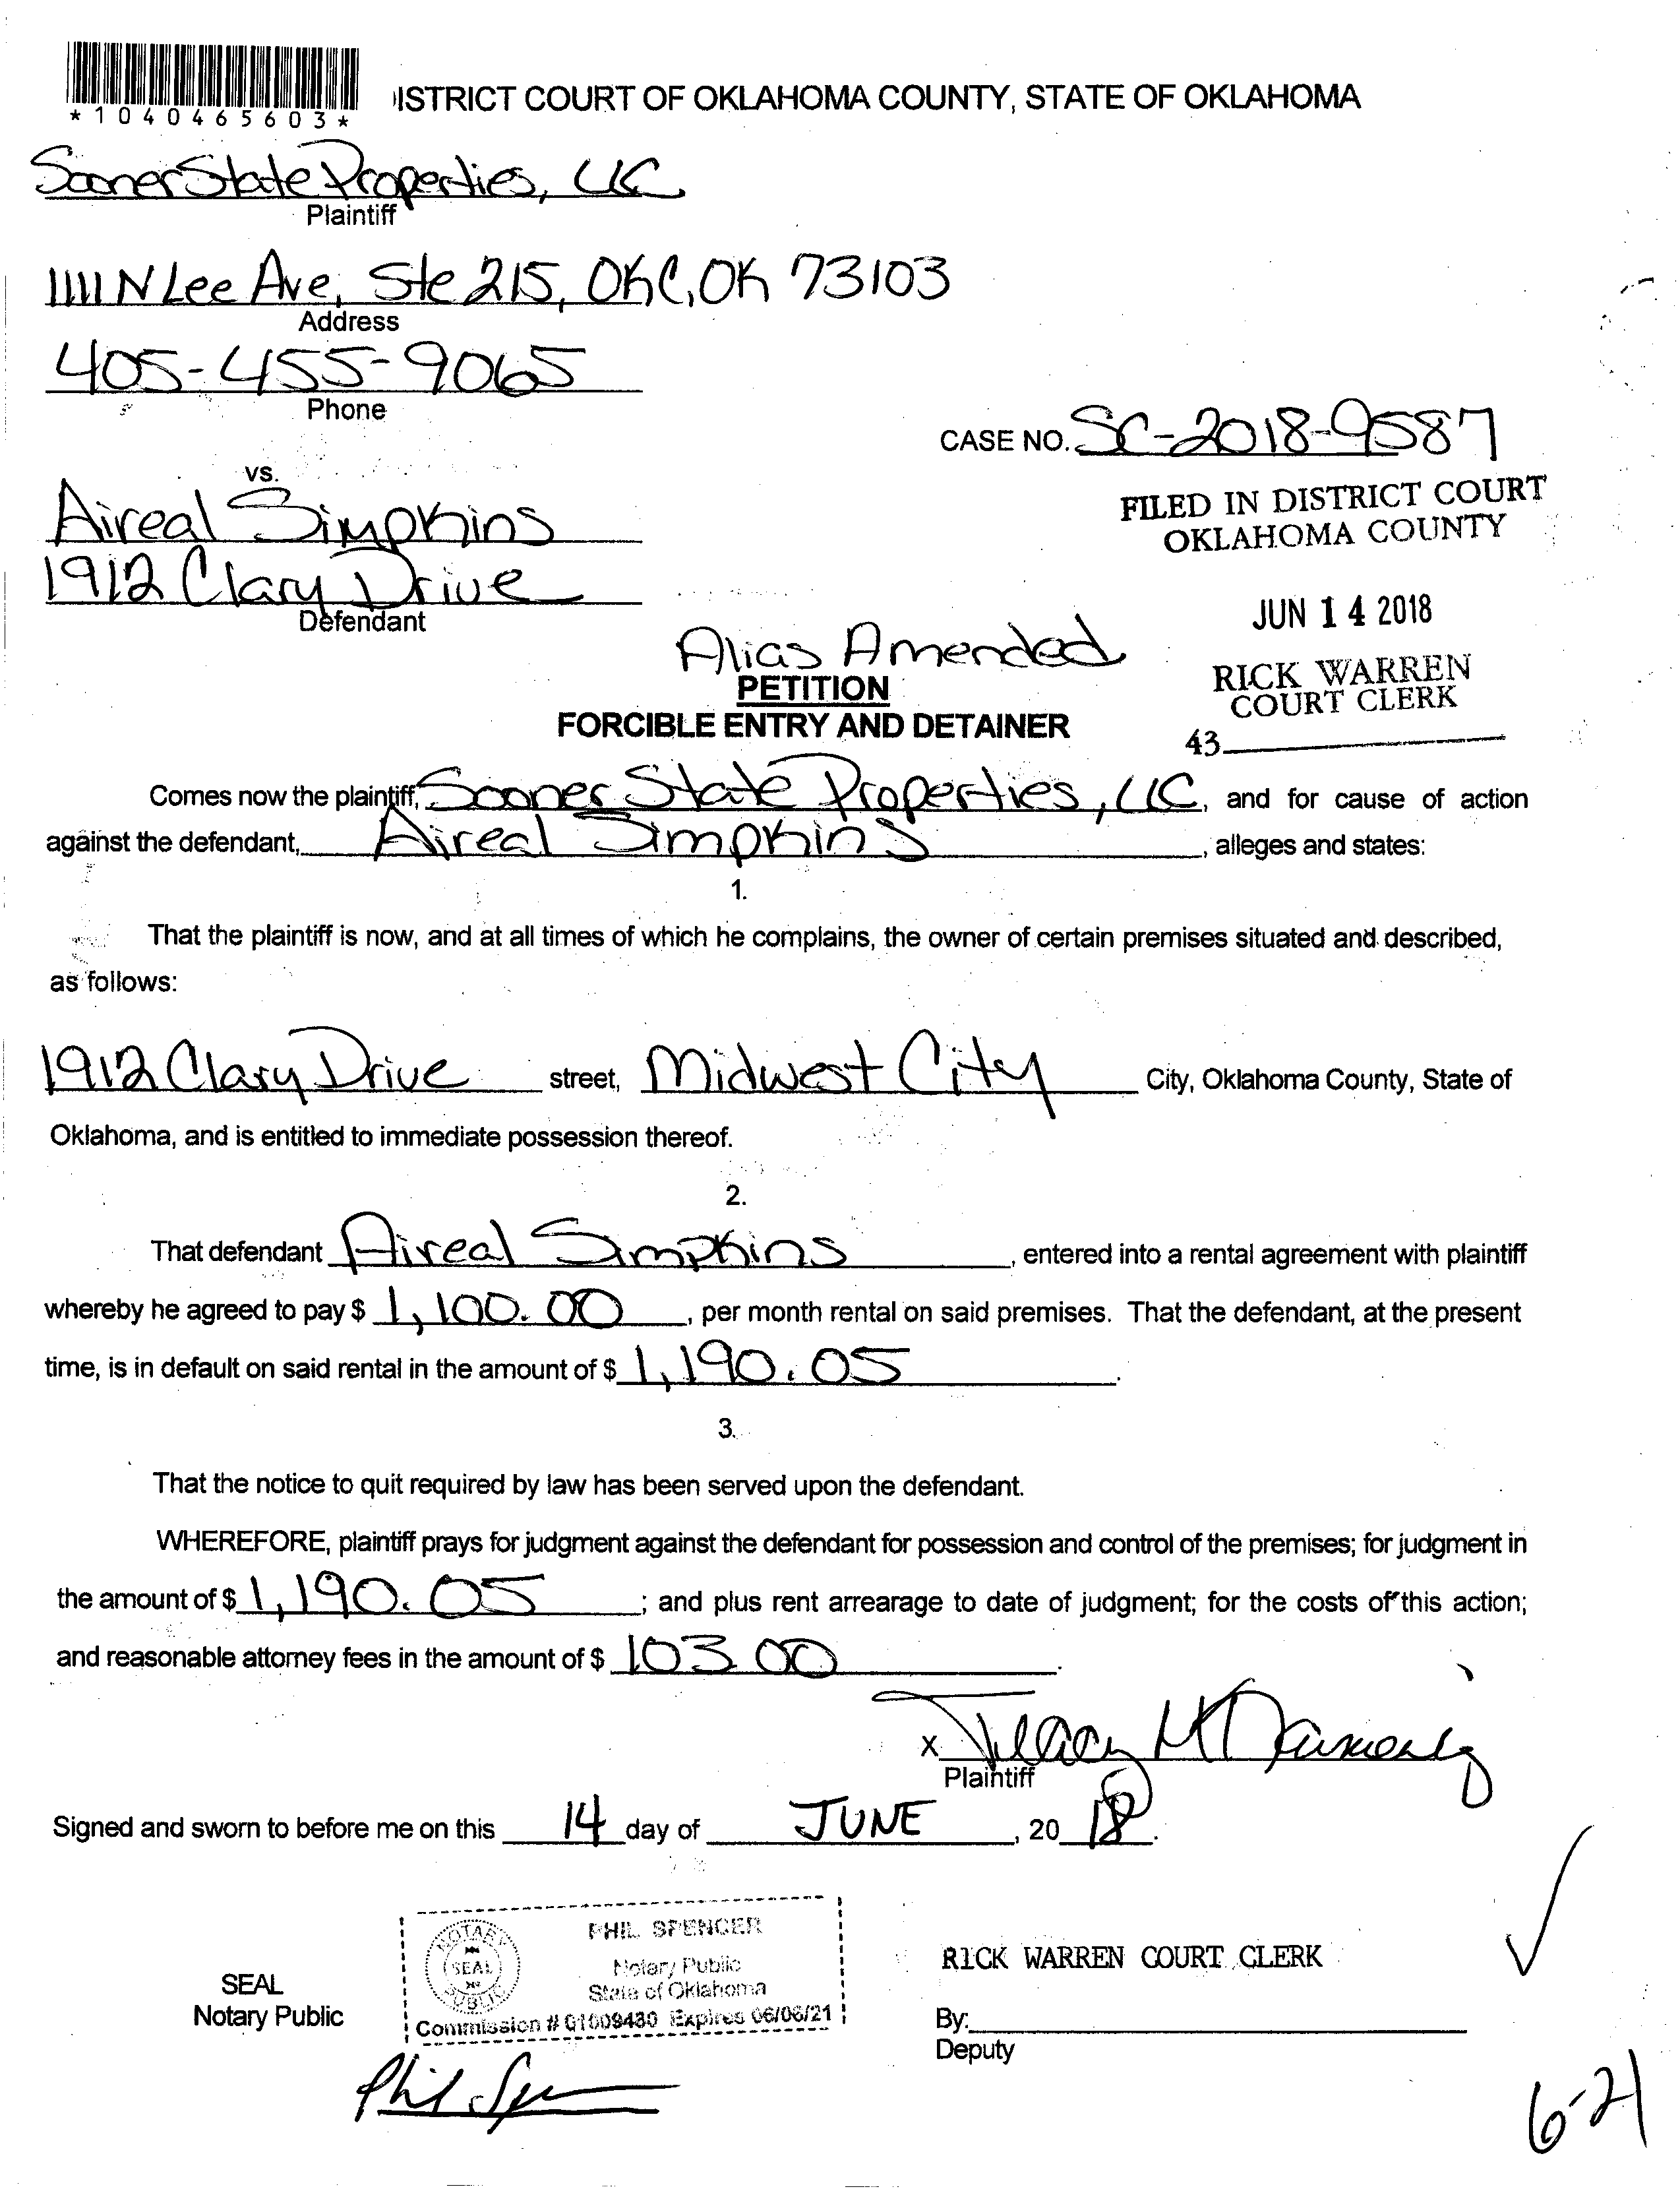 *1040465603*
ISTRICT COURT OF OKLAHOMA COUNTY, STATE OF OKLAHOMA
Sooner State Properties, LLC
Plaintiff
1111 N Lee Ave, Ste 215, OKC, OK 73103
Address
405-455-9065
Phone
CASE NO. SC-2018-9587
vs.
Aireal Simpkins
1912 Clary Drive
Defendant
FILED IN DISTRICT COURT
OKLAHOMA COUNTY
JUN 14 2018
RICK WARREN
COURT CLERK
43
Alias Amended
PETITION
FORCIBLE ENTRY AND DETAINER
Comes now the plaintiff, Sooner State Properties, LLC, and for cause of action
against the defendant, Aireal Simpkins, alleges and states:
1.
That the plaintiff is now, and at all times of which he complains, the owner of certain premises situated and described,
as follows:
1912 Clary Drive street, Midwest City City, Oklahoma County, State of
Oklahoma, and is entitled to immediate possession thereof.
2.
That defendant Aireal Simpkins, entered into a rental agreement with plaintiff
whereby he agreed to pay $ 1,100.00, per month rental on said premises. That the defendant, at the present
time, is in default on said rental in the amount of $ 1,190.05.
3.
That the notice to quit required by law has been served upon the defendant.
WHEREFORE, plaintiff prays for judgment against the defendant for possession and control of the premises; for judgment in
the amount of $ 1,190.05; and plus rent arrearage to date of judgment; for the costs of this action;
and reasonable attorney fees in the amount of $ 103.00.
X
Plaintiff
Signed and sworn to before me on this 14 day of JUNE, 2018.
SEAL
Notary Public
NOTARY PUBLIC
SEAL
PHIL SPENCER
Notary Public
State of Oklahoma
Commission # 01009480 Expires 06/06/21
Phil
RICK WARREN COURT CLERK
By:
Deputy
6-21